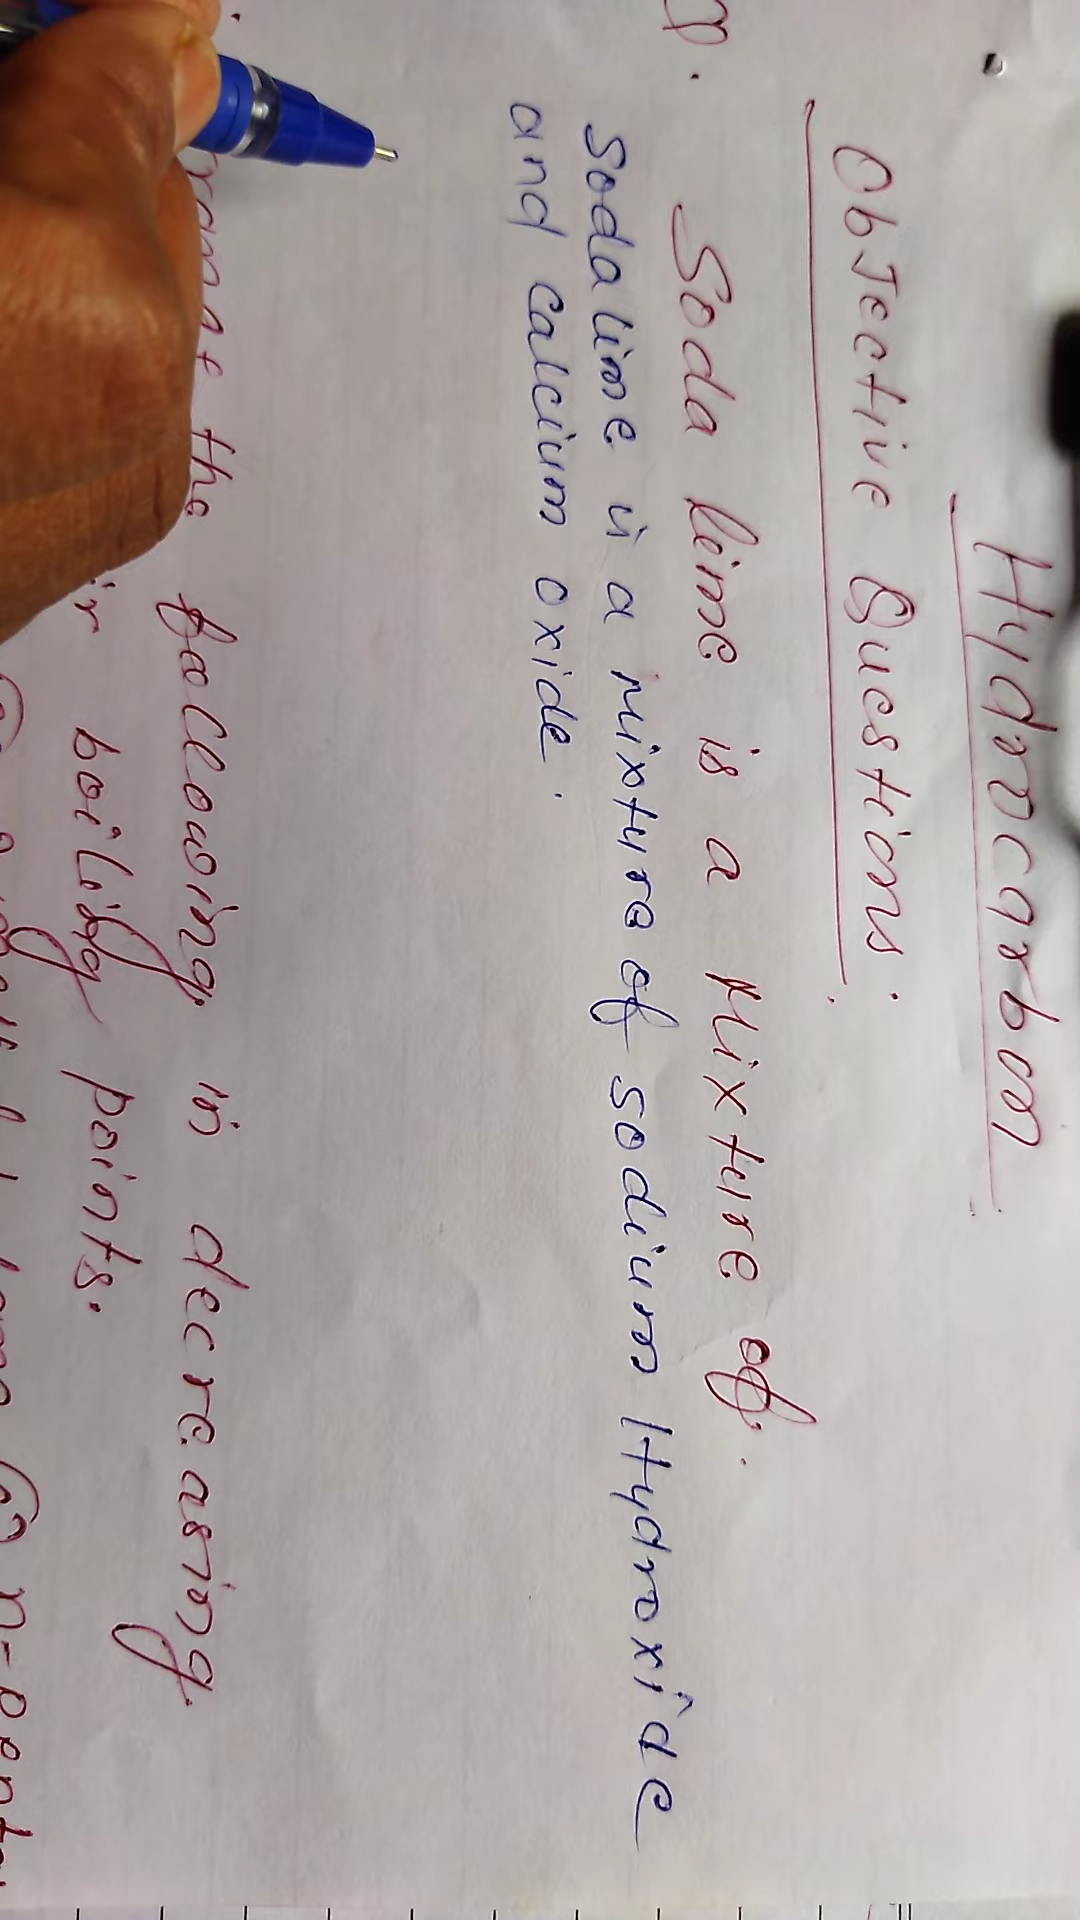 Hydrocarbon
Objective Questions:
Soda lime is a Mixture of.
Soda lime is a Mixture of sodium Hydroxide
and calcium oxide.
the following in decreasing
boiling points.
n-penta